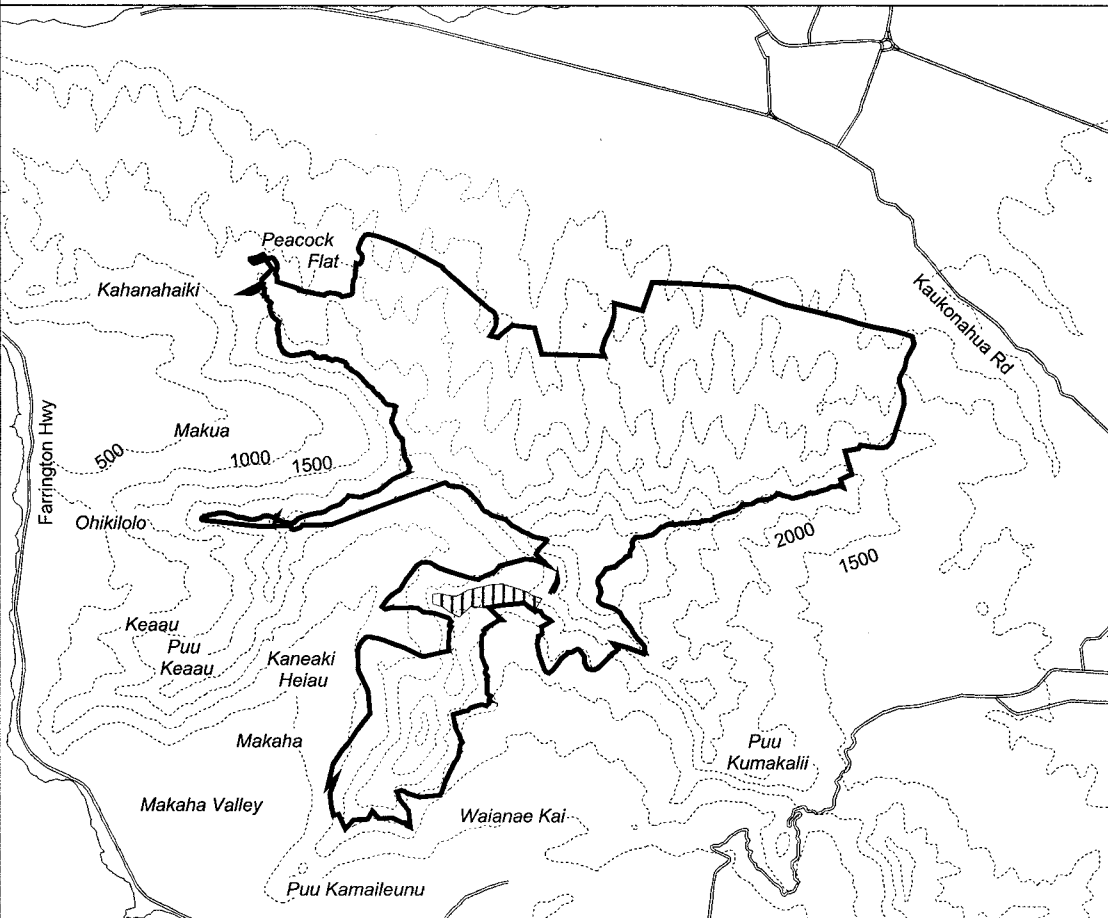 Peacock
Flat
Kahanahaiki
Kaukonahua Rd
Farrington Hwy
Makua
500
1000
1500
Ohikilolo
2000
1500
Keaau
Puu
Keaau
Kaneaki
Heiau
Makaha
Puu
Kumakalii
Makaha Valley
Waianae Kai
Puu Kamaileunu